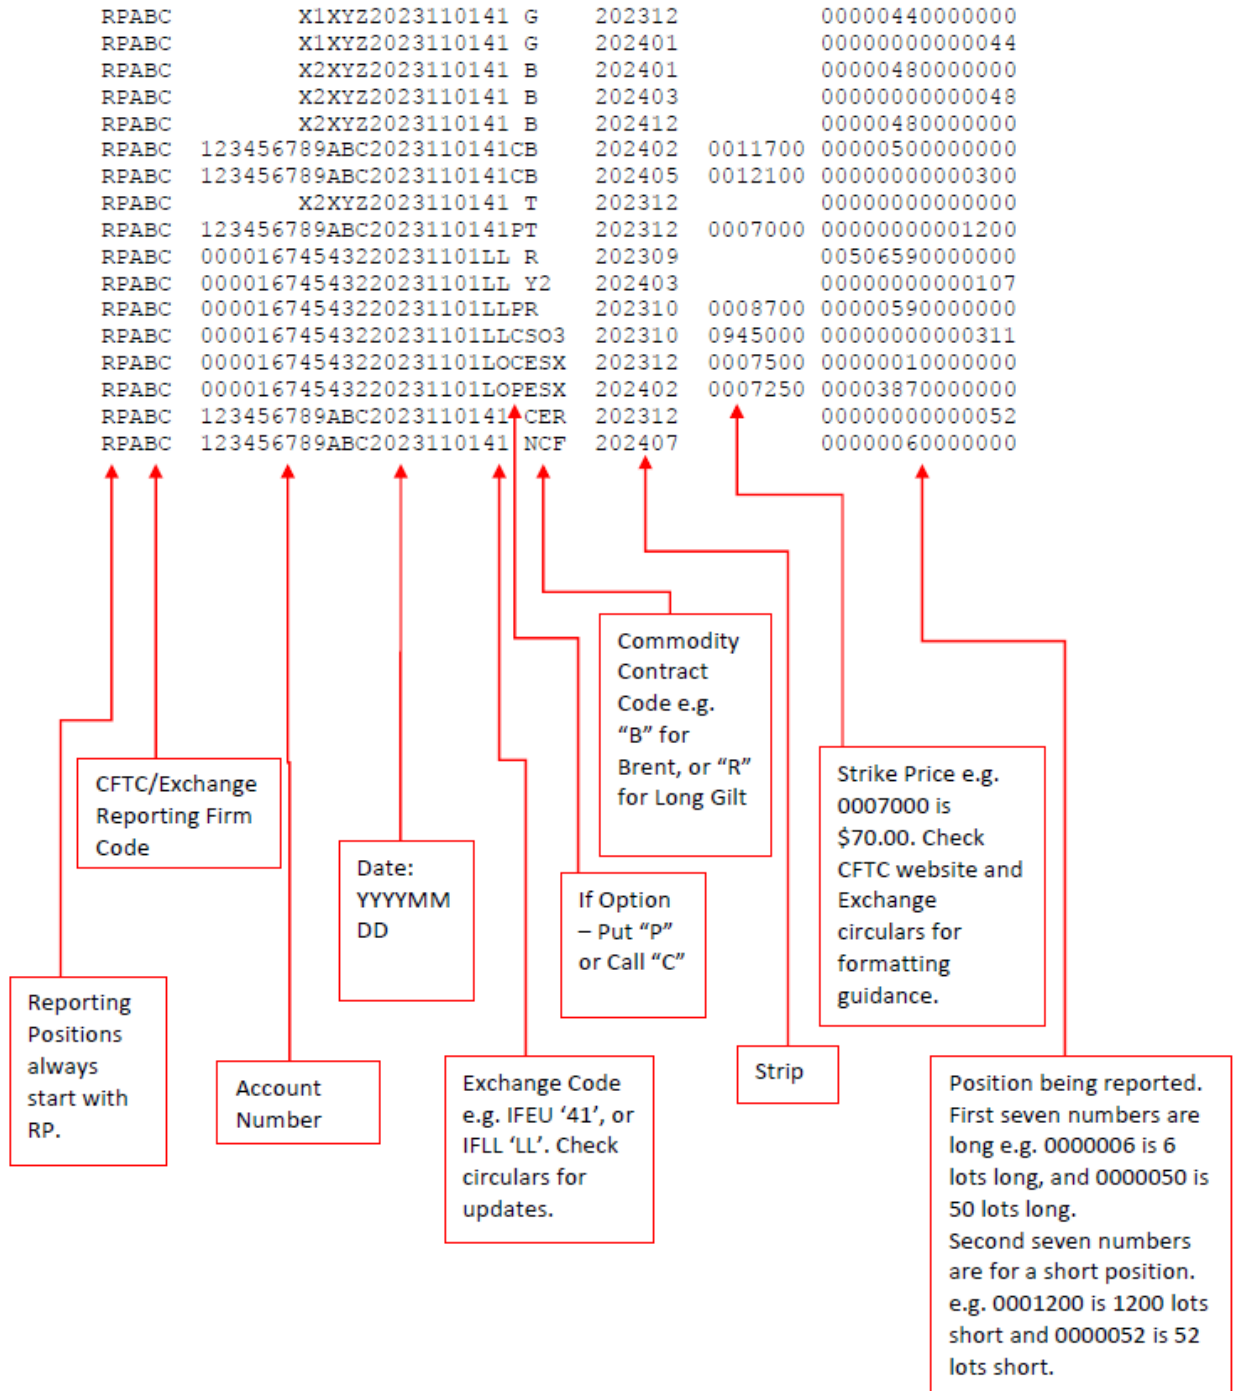 RPABC X1XYZ2023110141 G 202312 00000440000000
RPABC X1XYZ2023110141 G 202401 00000000000044
RPABC X2XYZ2023110141 B 202401 00000480000000
RPABC X2XYZ2023110141 B 202403 00000000000048
RPABC X2XYZ2023110141 B 202412 00000480000000
RPABC 123456789ABC2023110141CB 202402 0011700 00000500000000
RPABC 123456789ABC2023110141CB 202405 0012100 00000000000300
RPABC X2XYZ2023110141 T 202312 00000000000000
RPABC 123456789ABC2023110141PT 202312 0007000 00000000001200
RPABC 00001674543220231101LL R 202309 00506590000000
RPABC 00001674543220231101LL Y2 202403 00000000000107
RPABC 00001674543220231101LLPR 202310 0008700 00000590000000
RPABC 00001674543220231101LLCSO3 202310 0945000 00000000000311
RPABC 00001674543220231101LOCESX 202312 0007500 00000010000000
RPABC 00001674543220231101LOPESX 202402 0007250 00003870000000
RPABC 123456789ABC2023110141 CER 202312 00000000000052
RPABC 123456789ABC2023110141 NCF 202407 00000060000000
Commodity
Contract
Code e.g.
“B” for
Brent, or “R”
for Long Gilt
CFTC/Exchange
Reporting Firm
Code
Strike Price e.g.
0007000 is
$70.00. Check
CFTC website and
Exchange
circulars for
formatting
guidance.
Date:
YYYYMM
DD
If Option
– Put “P”
or Call “C”
Reporting
Positions
always
start with
RP.
Account
Number
Exchange Code
e.g. IFEU ‘41’, or
IFLL ‘LL’. Check
circulars for
updates.
Strip
Position being reported.
First seven numbers are
long e.g. 0000006 is 6
lots long, and 0000050 is
50 lots long.
Second seven numbers
are for a short position.
e.g. 0001200 is 1200 lots
short and 0000052 is 52
lots short.